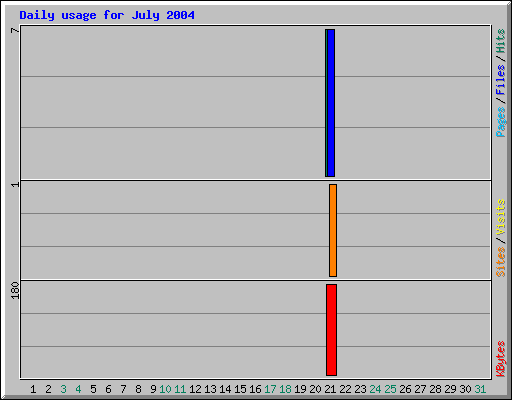 Daily usage for July 2004
7
Pages/Files/Hits
1
Sites/Visits
180
KBytes
1 2 3 4 5 6 7 8 9 10 11 12 13 14 15 16 17 18 19 20 21 22 23 24 25 26 27 28 29 30 31